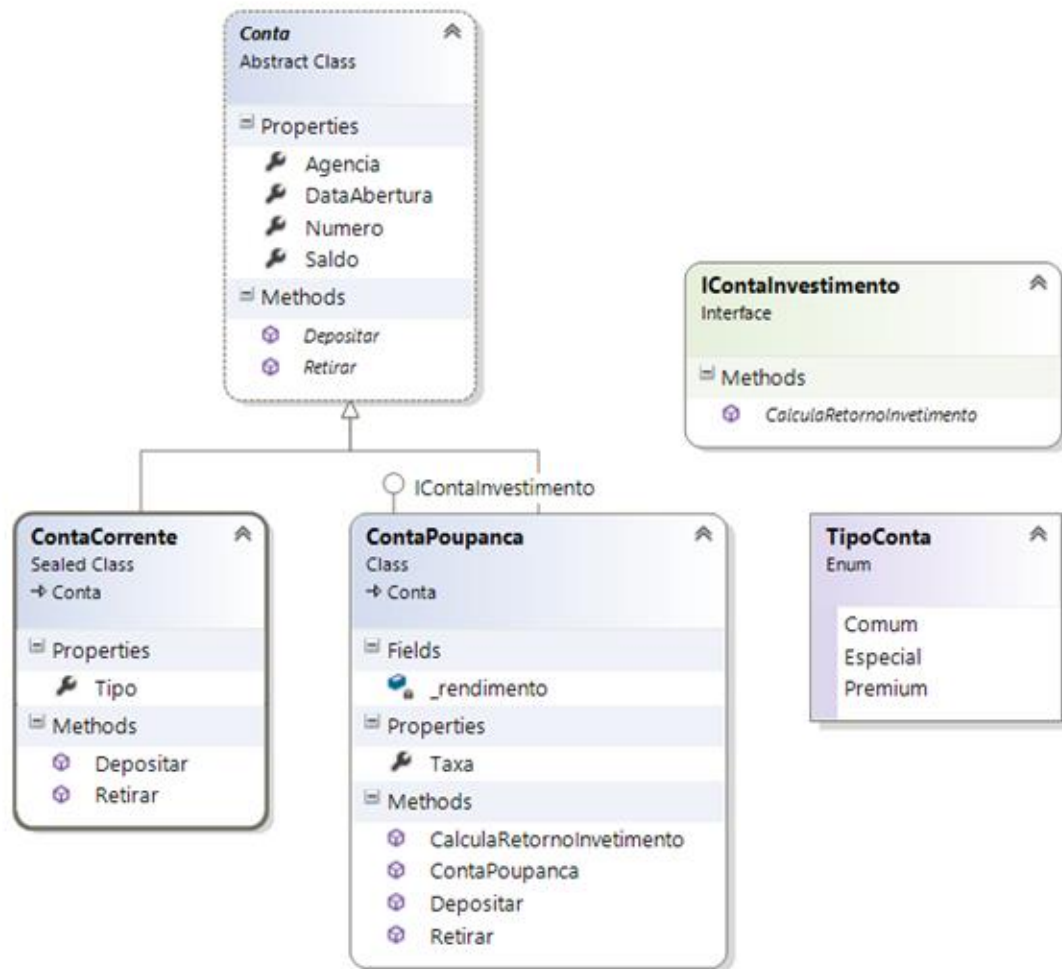 Conta
Abstract Class
Properties
Agencia
DataAbertura
Numero
Saldo
Methods
Depositar
Retirar
IContaInvestimento
Interface
Methods
CalculaRetornoInvetimento
IContaInvestimento
ContaCorrente
Sealed Class
Conta
Properties
Tipo
Methods
Depositar
Retirar
ContaPoupanca
Class
Conta
Fields
_rendimento
Properties
Taxa
Methods
CalculaRetornoInvetimento
ContaPoupanca
Depositar
Retirar
TipoConta
Enum
Comum
Especial
Premium